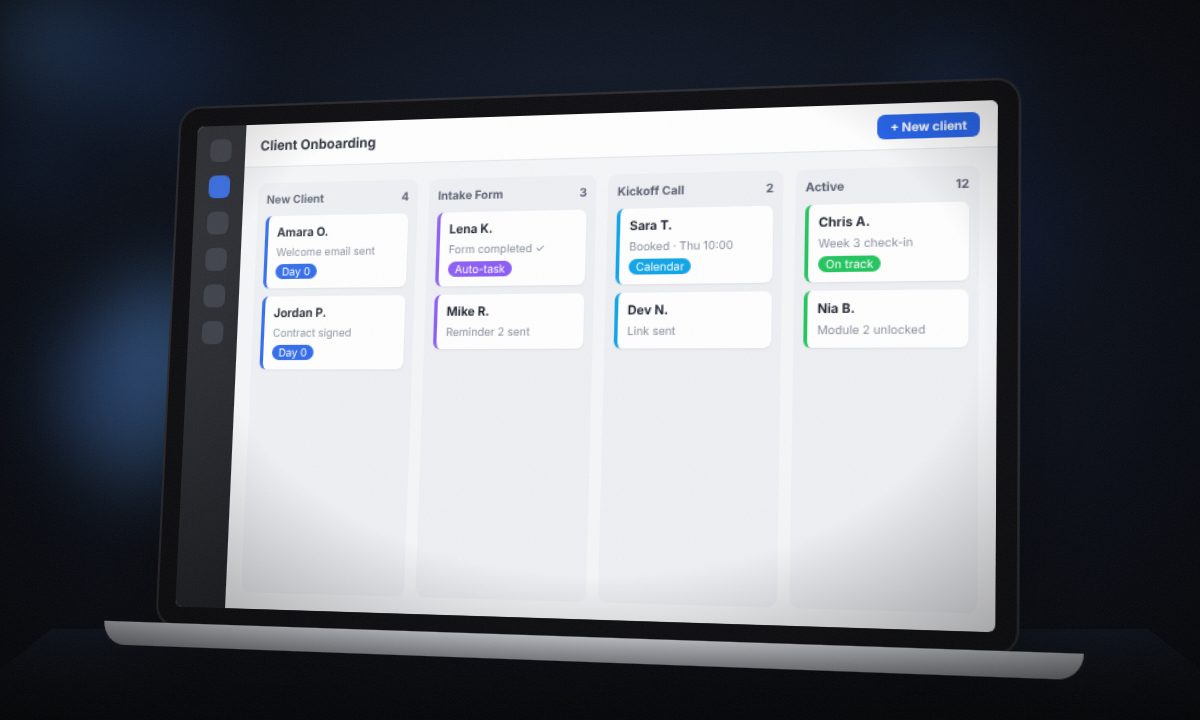 Client Onboarding
+ New client
New Client 4
Amara O.
Welcome email sent
Day 0
Jordan P.
Contract signed
Day 0
Intake Form 3
Lena K.
Form completed ✓
Auto-task
Mike R.
Reminder 2 sent
Kickoff Call 2
Sara T.
Booked · Thu 10:00
Calendar
Dev N.
Link sent
Active 12
Chris A.
Week 3 check-in
On track
Nia B.
Module 2 unlocked